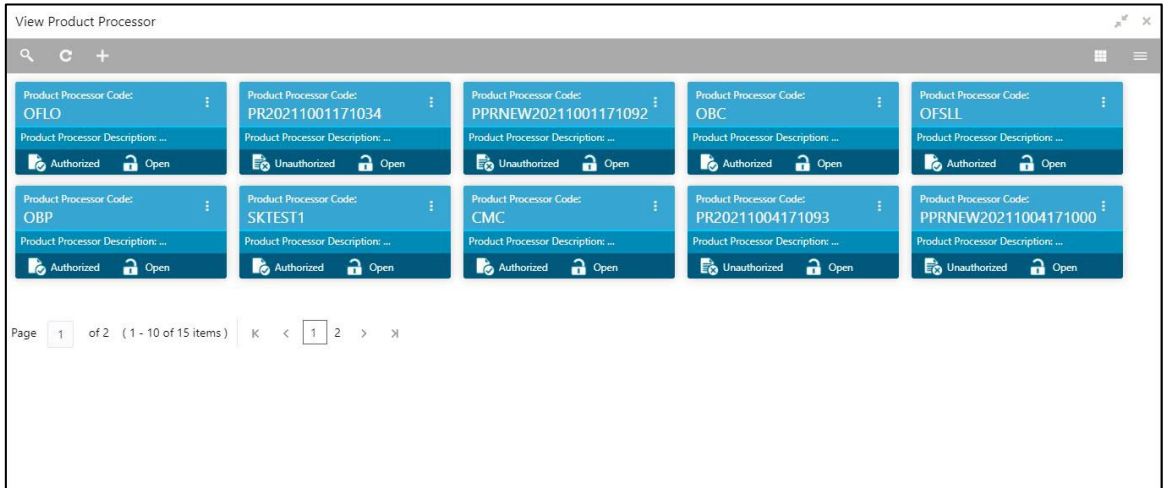 View Product Processor
Product Processor Code: Product Processor Code: Product Processor Code: Product Processor Code: Product Processor Code:
OFLO PR20211001171034 PPRNEW20211001171092 OBC OFSLL
Product Processor Description: ... Product Processor Description: ... Product Processor Description: ... Product Processor Description: ... Product Processor Description: ...
Authorized Open Unauthorized Open Unauthorized Open Authorized Open Authorized Open
Product Processor Code: Product Processor Code: Product Processor Code: Product Processor Code: Product Processor Code:
OBP SKTEST1 CMC PR20211004171093 PPRNEW20211004171000
Product Processor Description: ... Product Processor Description: ... Product Processor Description: ... Product Processor Description: ... Product Processor Description: ...
Authorized Open Authorized Open Authorized Open Unauthorized Open Unauthorized Open
Page 1 of 2 ( 1 - 10 of 15 items ) 1 2